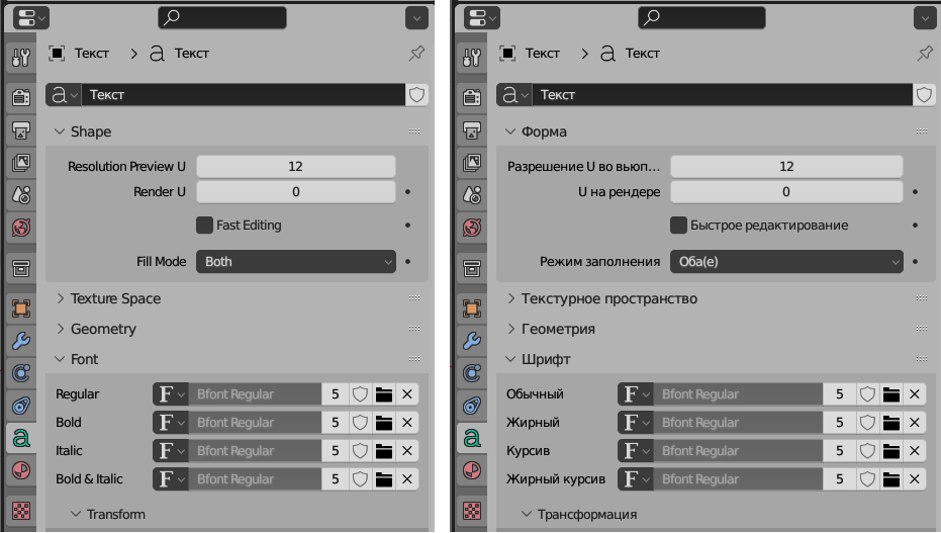 Текст > a Текст
a Текст
Shape
Resolution Preview U 12
Render U 0
Fast Editing
Fill Mode Both
Texture Space
Geometry
Font
Regular F Bfont Regular 5
Bold F Bfont Regular 5
Italic F Bfont Regular 5
Bold & Italic F Bfont Regular 5
Transform
Текст > a Текст
a Текст
Форма
Разрешение U во вьюп... 12
U на рендере 0
Быстрое редактирование
Режим заполнения Оба(е)
Текстурное пространство
Геометрия
Шрифт
Обычный F Bfont Regular 5
Жирный F Bfont Regular 5
Курсив F Bfont Regular 5
Жирный курсив F Bfont Regular 5
Трансформация